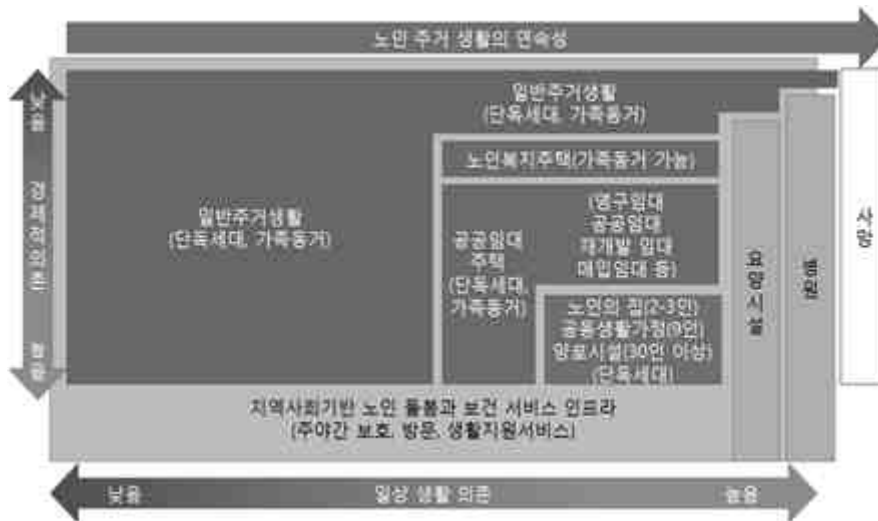 노인 주거 생활의 연속성
낮음
경제적의존
높음
일반주거생활
(단독세대, 가족동거)
일반주거생활
(단독세대, 가족동거)
노인복지주택(가족동거 가능)
공공임대
주택
(단독세대,
가족동거)
(영구임대
공공임대
재개발 임대
매입임대 등)
노인의 집(2-3인)
공동생활가정(9인)
양로시설(30인 이상)
(단독세대)
요양시설
병원
사망
지역사회기반 노인 돌봄과 보건 서비스 인프라
(주야간 보호, 방문, 생활지원서비스)
낮음
일상 생활 의존
높음